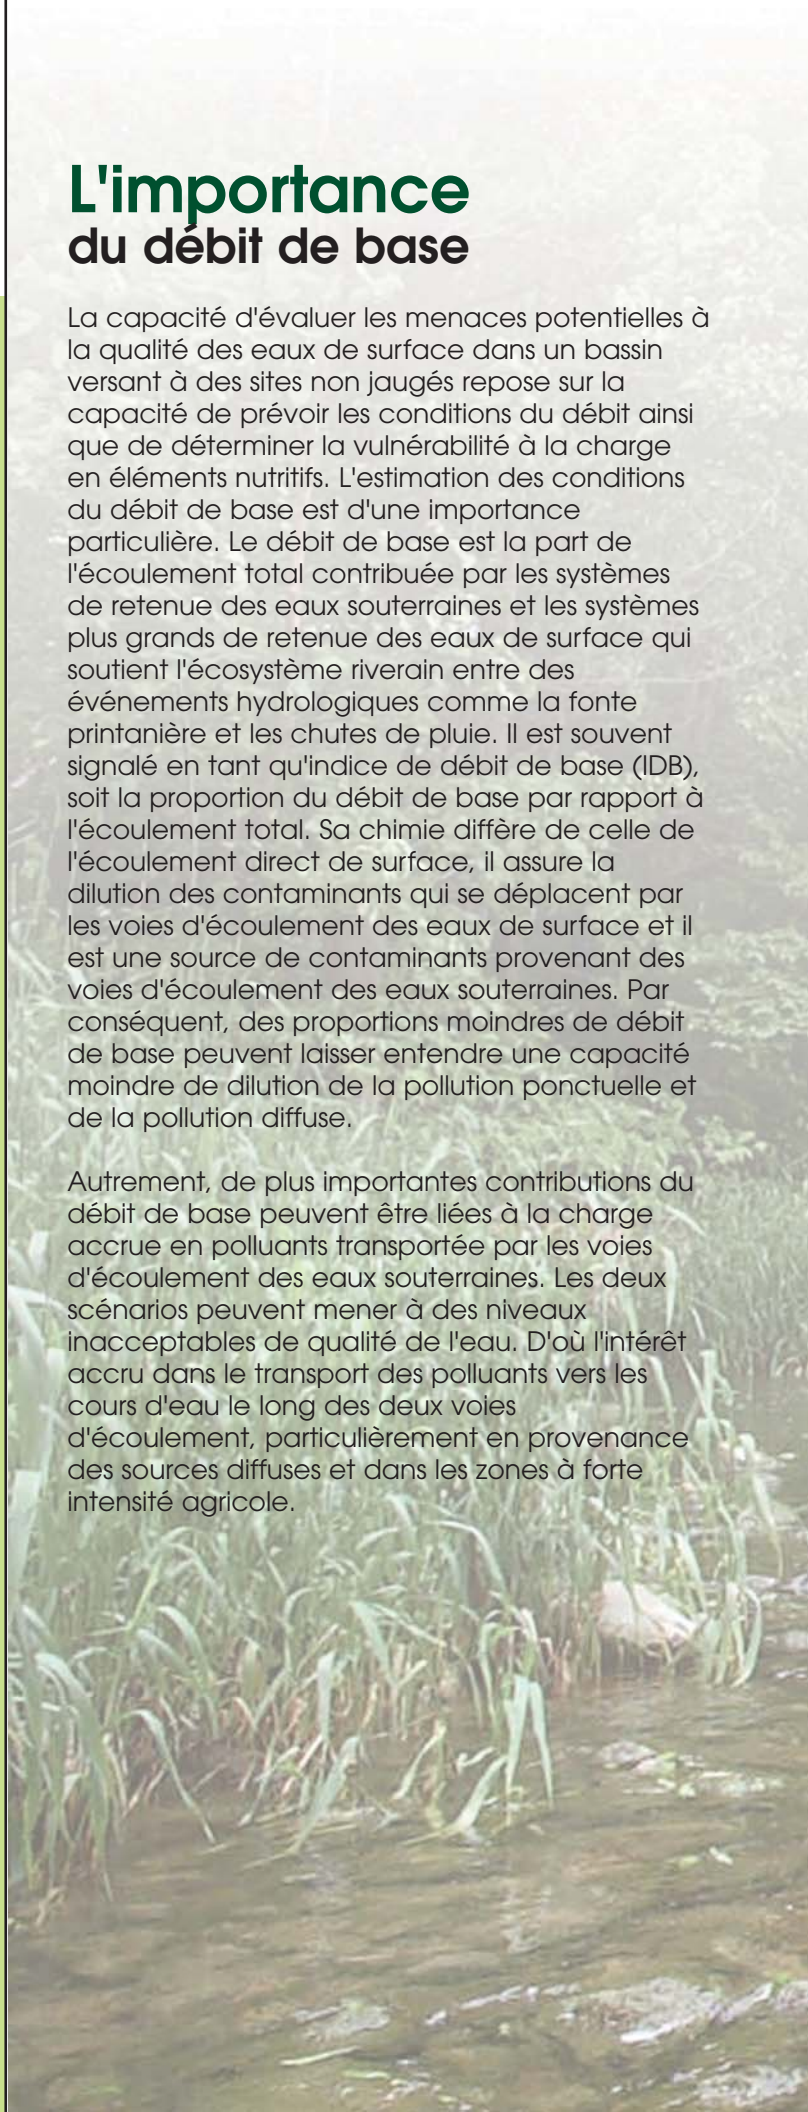 L'importance
du débit de base
La capacité d'évaluer les menaces potentielles à
la qualité des eaux de surface dans un bassin
versant à des sites non jaugés repose sur la
capacité de prévoir les conditions du débit ainsi
que de déterminer la vulnérabilité à la charge
en éléments nutritifs. L'estimation des conditions
du débit de base est d'une importance
particulière. Le débit de base est la part de
l'écoulement total contribuée par les systèmes
de retenue des eaux souterraines et les systèmes
plus grands de retenue des eaux de surface qui
soutient l'écosystème riverain entre des
événements hydrologiques comme la fonte
printanière et les chutes de pluie. Il est souvent
signalé en tant qu'indice de débit de base (IDB),
soit la proportion du débit de base par rapport à
l'écoulement total. Sa chimie diffère de celle de
l'écoulement direct de surface, il assure la
dilution des contaminants qui se déplacent par
les voies d'écoulement des eaux de surface et il
est une source de contaminants provenant des
voies d'écoulement des eaux souterraines. Par
conséquent, des proportions moindres de débit
de base peuvent laisser entendre une capacité
moindre de dilution de la pollution ponctuelle et
de la pollution diffuse.
Autrement, de plus importantes contributions du
débit de base peuvent être liées à la charge
accrue en polluants transportée par les voies
d'écoulement des eaux souterraines. Les deux
scénarios peuvent mener à des niveaux
inacceptables de qualité de l'eau. D'où l'intérêt
accru dans le transport des polluants vers les
cours d'eau le long des deux voies
d'écoulement, particulièrement en provenance
des sources diffuses et dans les zones à forte
intensité agricole.